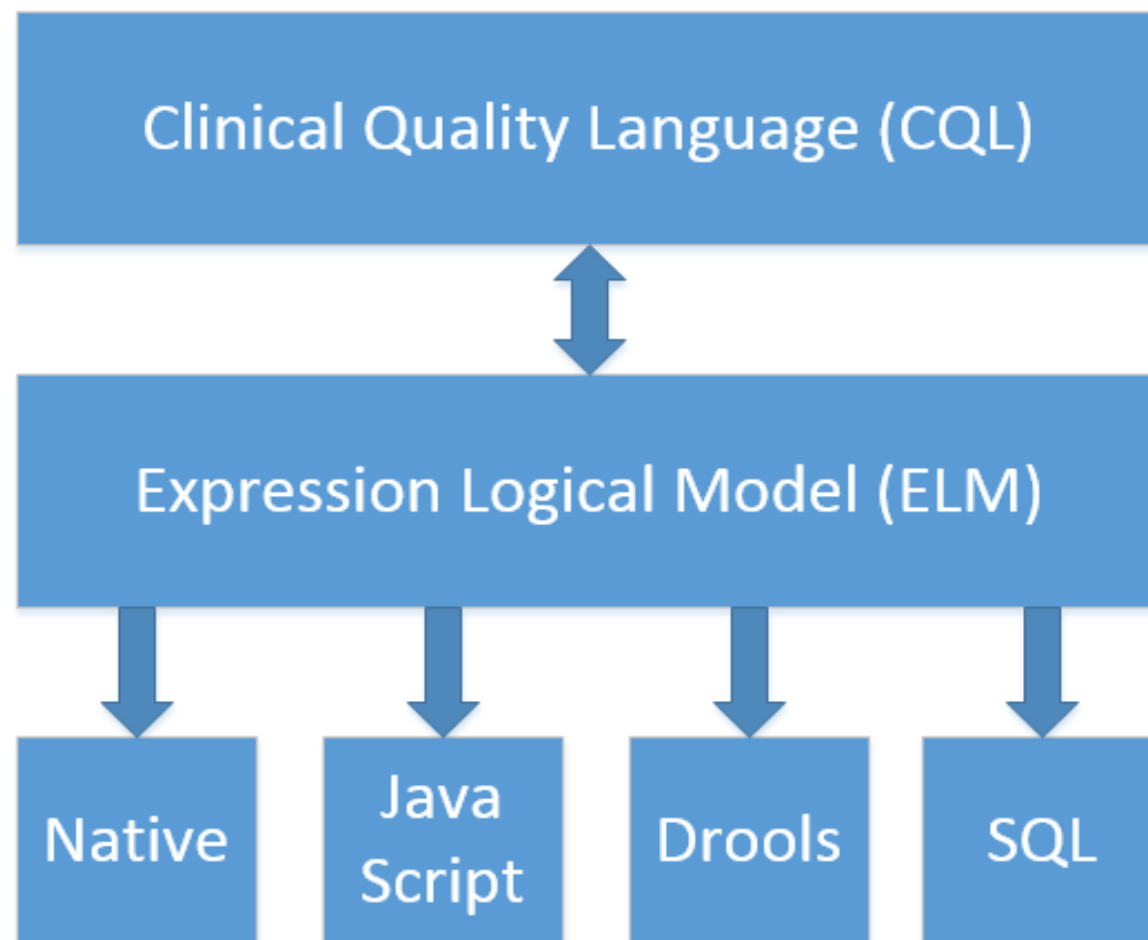 Clinical Quality Language (CQL)
Expression Logical Model (ELM)
Native
Java
Script
Drools
SQL